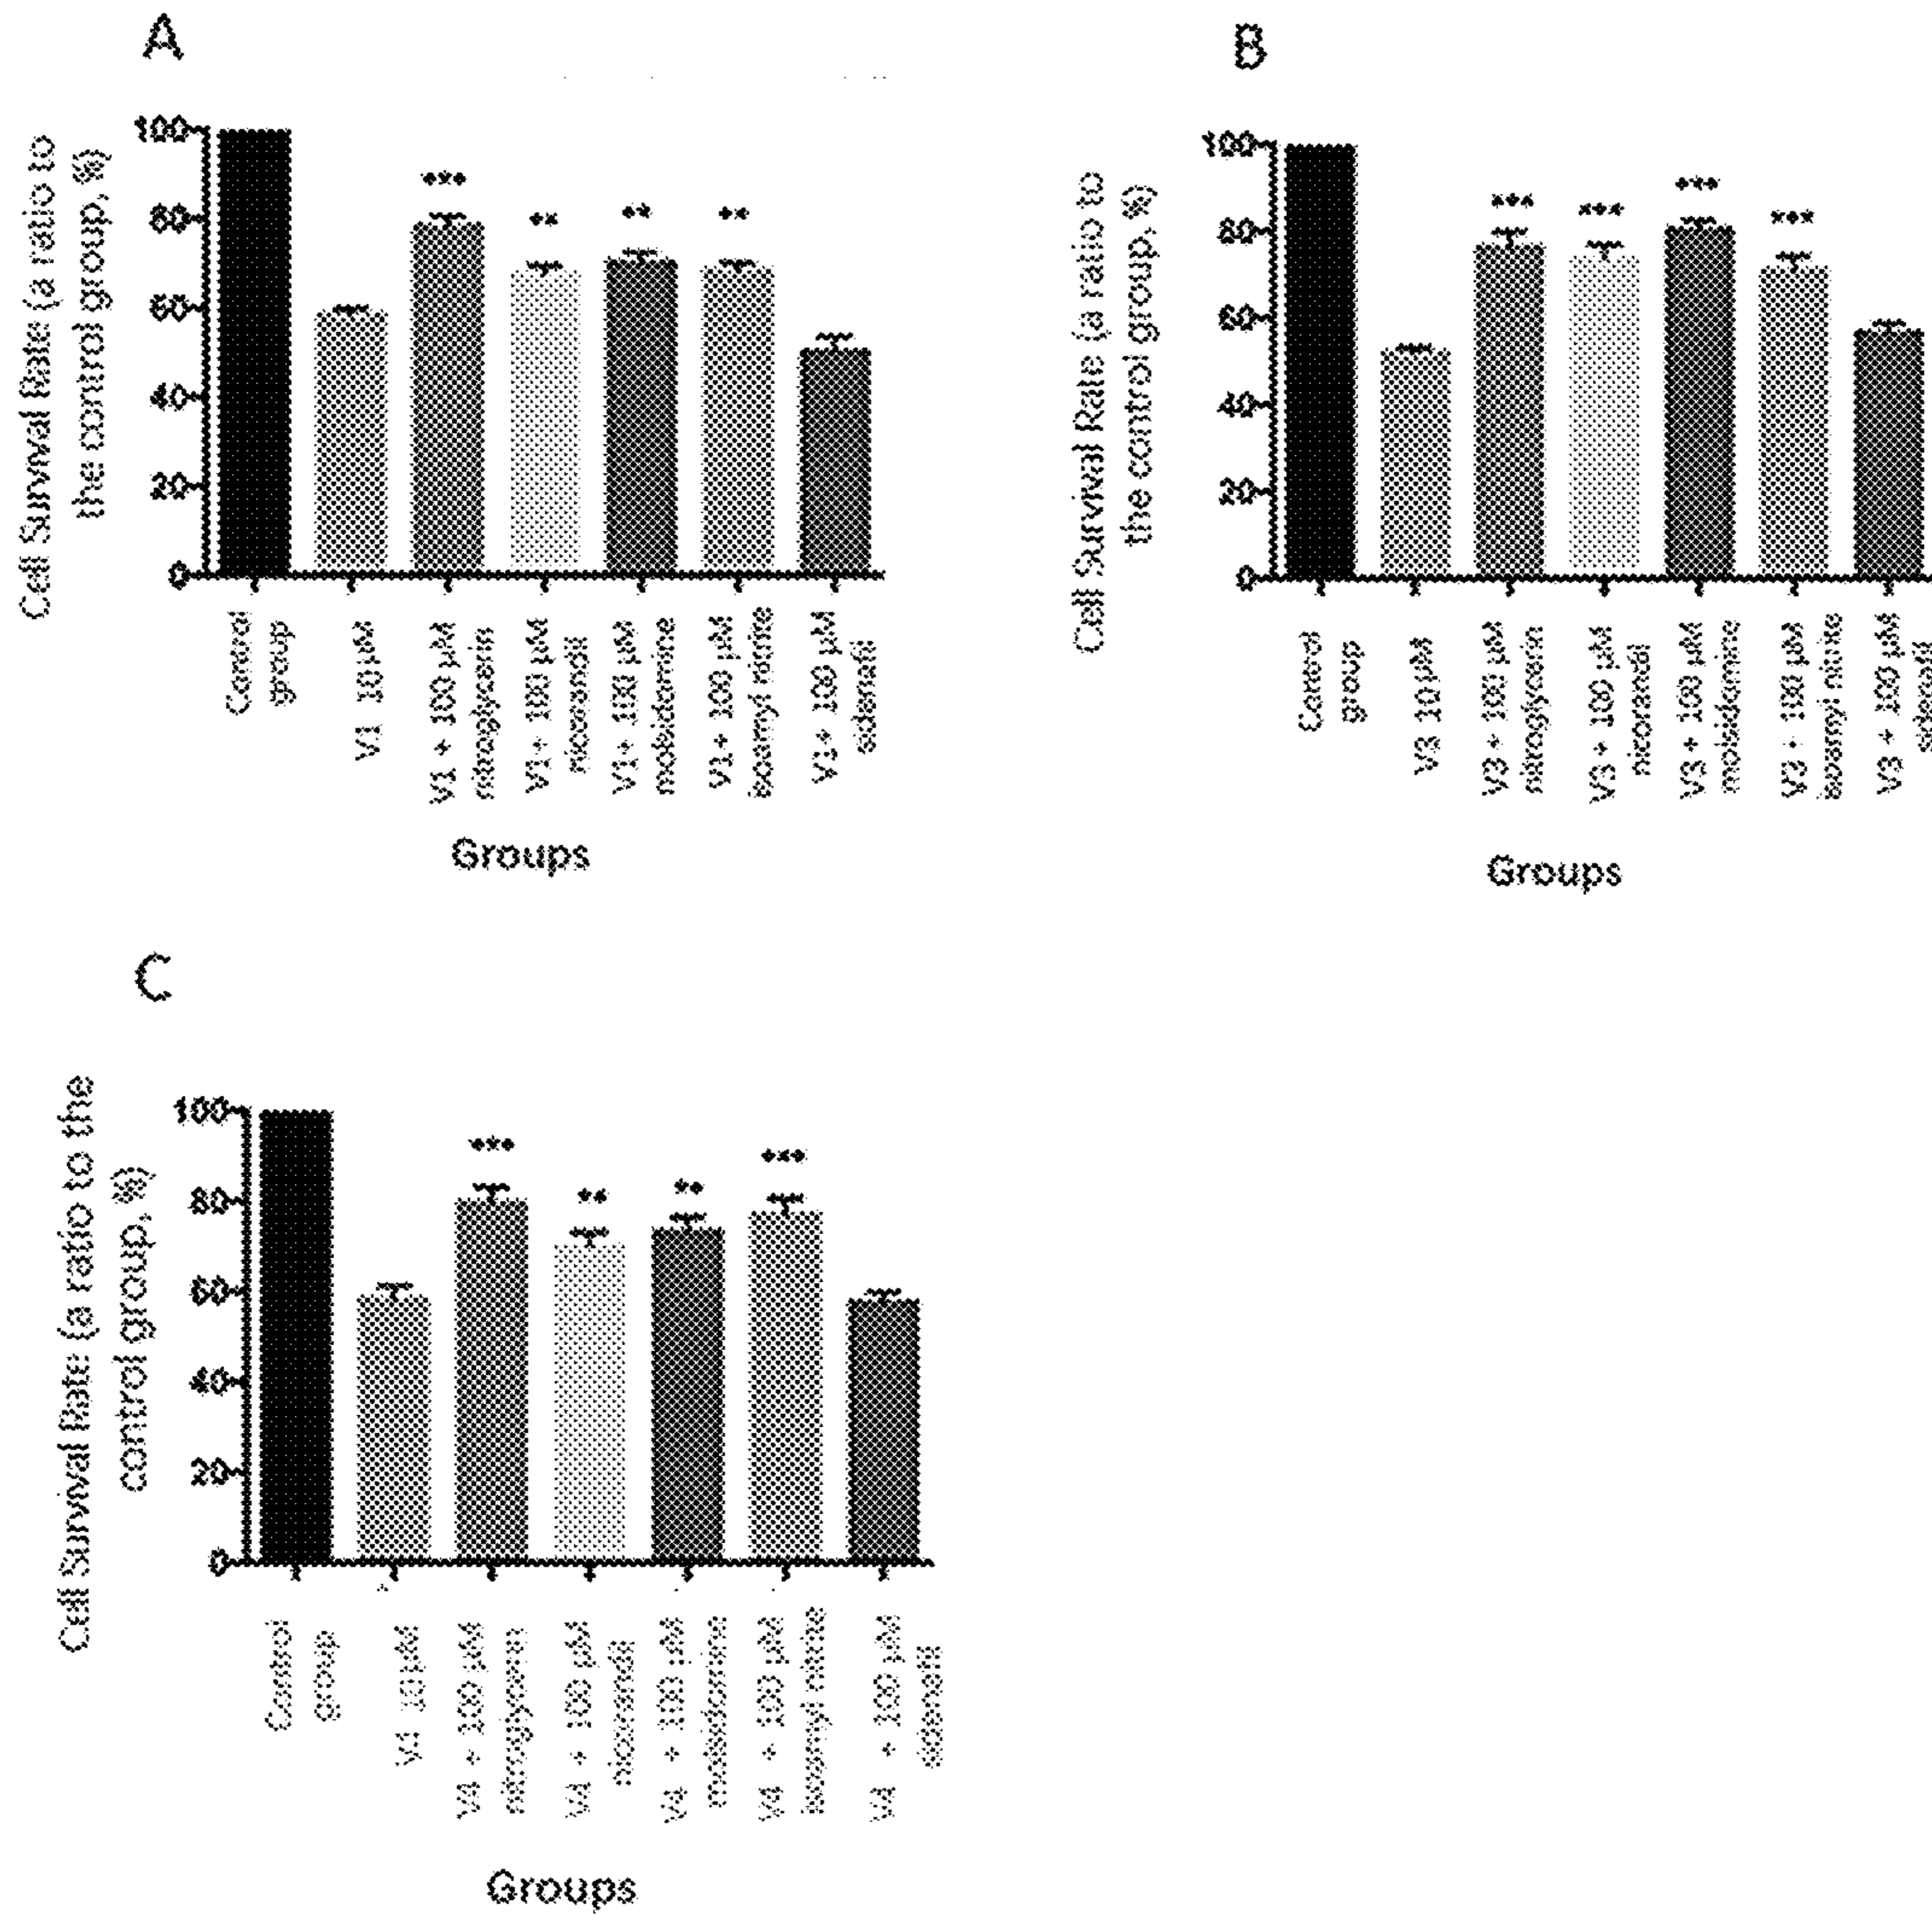 A
Cell Survival Rate (a ratio to
the control group, %)
100
80
60
40
20
0
***
**
**
**
Control
group
V1 10 μM
V1 + 100 μM
nitroglycerin
V1 + 100 μM
nicorandil
V1 + 100 μM
molsidomine
V1 + 100 μM
isoamyl nitrite
V1 + 100 μM
sildenafil
Groups
B
Cell Survival Rate (a ratio to
the control group, %)
100
80
60
40
20
0
***
***
***
***
Control
group
V3 10 μM
V3 + 100 μM
nitroglycerin
V3 + 100 μM
nicorandil
V3 + 100 μM
molsidomine
V3 + 100 μM
isoamyl nitrite
V3 + 100 μM
Groups
C
Cell Survival Rate (a ratio to the
control group, %)
100
80
60
40
20
0
***
**
**
***
Control
group
V4 10 μM
V4 + 100 μM
nitroglycerin
V4 + 100 μM
nicorandil
V4 + 100 μM
molsidomine
V4 + 100 μM
isoamyl nitrite
V4 + 100 μM
sildenafil
Groups